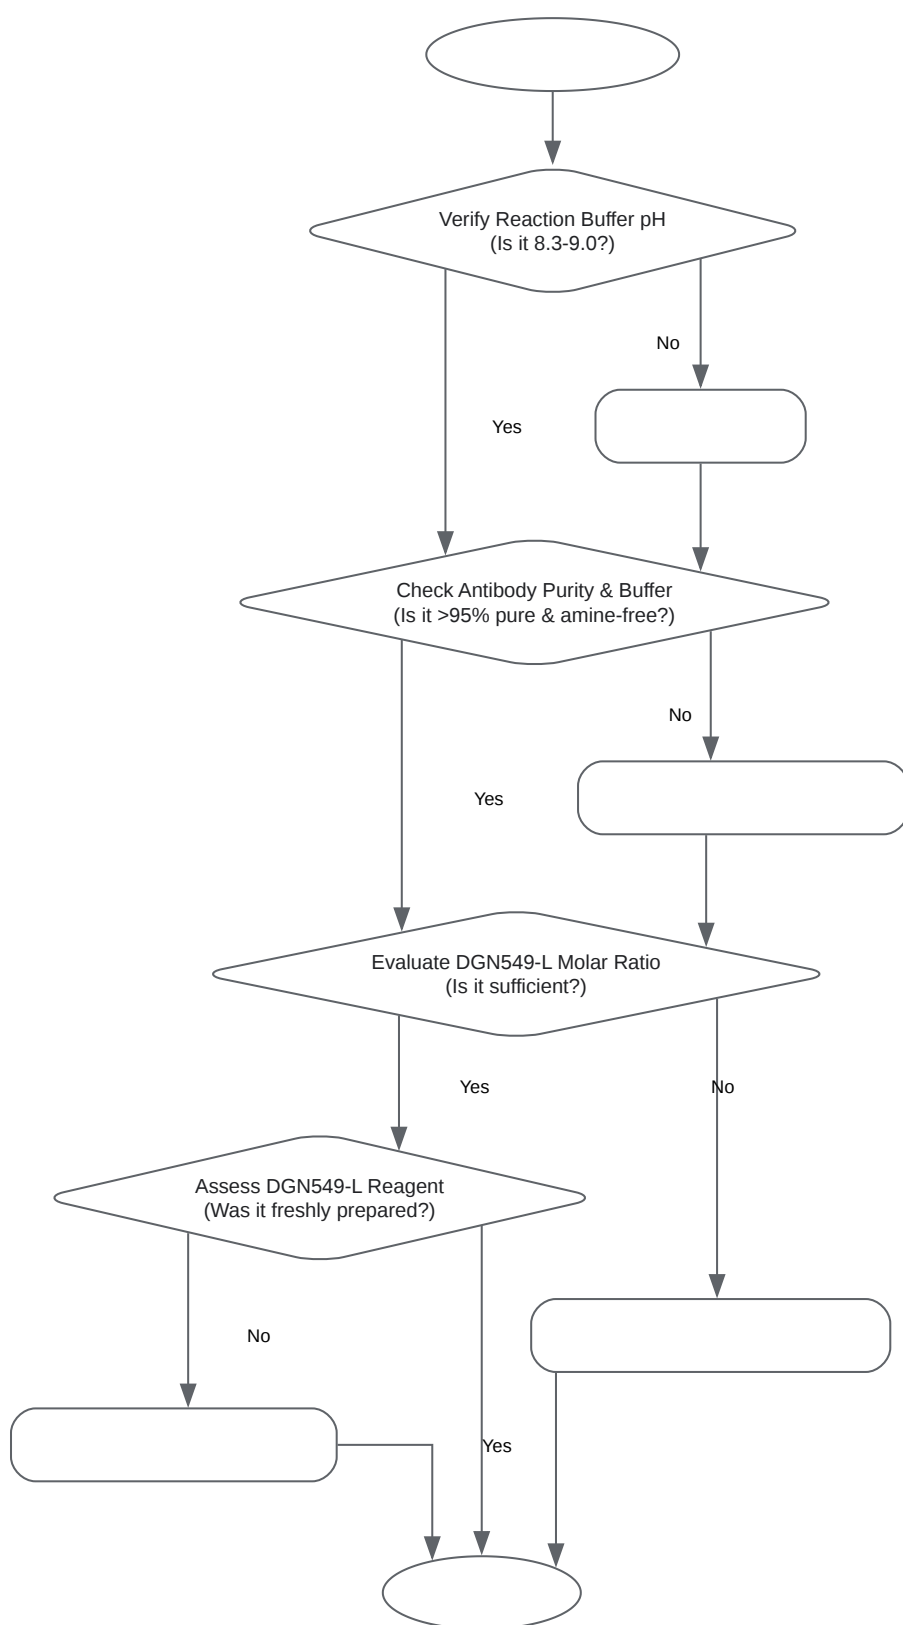 Verify Reaction Buffer pH
(Is it 8.3-9.0?)
No
Yes
Check Antibody Purity & Buffer
(Is it >95% pure & amine-free?)
No
Yes
Evaluate DGN549-L Molar Ratio
(Is it sufficient?)
Yes
No
Assess DGN549-L Reagent
(Was it freshly prepared?)
No
Yes